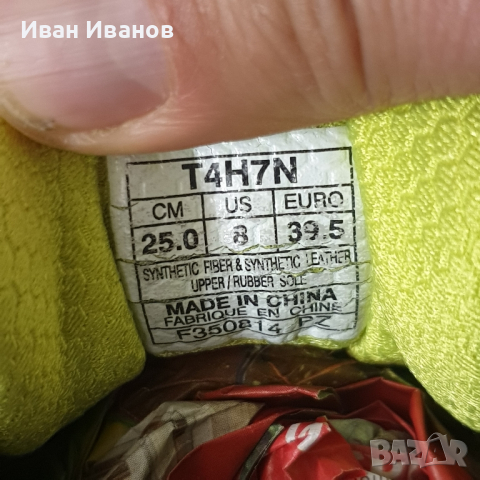 Иван Иванов
T4H7N
CM US EURO
25.0 8 39.5
SYNTHETIC FIBER & SYNTHETIC LEATHER
UPPER / RUBBER SOLE
MADE IN CHINA
FABRIQUE EN CHINE
F350814 PZ
BAZAR